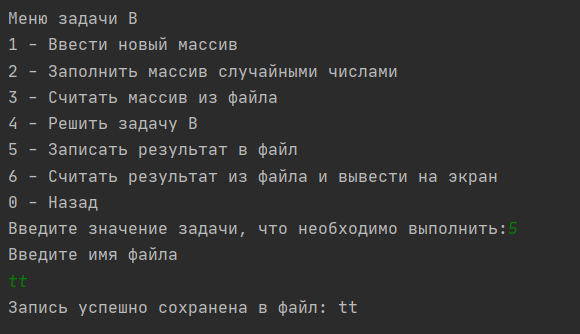 Меню задачи В
1 - Ввести новый массив
2 - Заполнить массив случайными числами
3 - Считать массив из файла
4 - Решить задачу В
5 - Записать результат в файл
6 - Считать результат из файла и вывести на экран
0 - Назад
Введите значение задачи, что необходимо выполнить:5
Введите имя файла
tt
Запись успешно сохранена в файл: tt